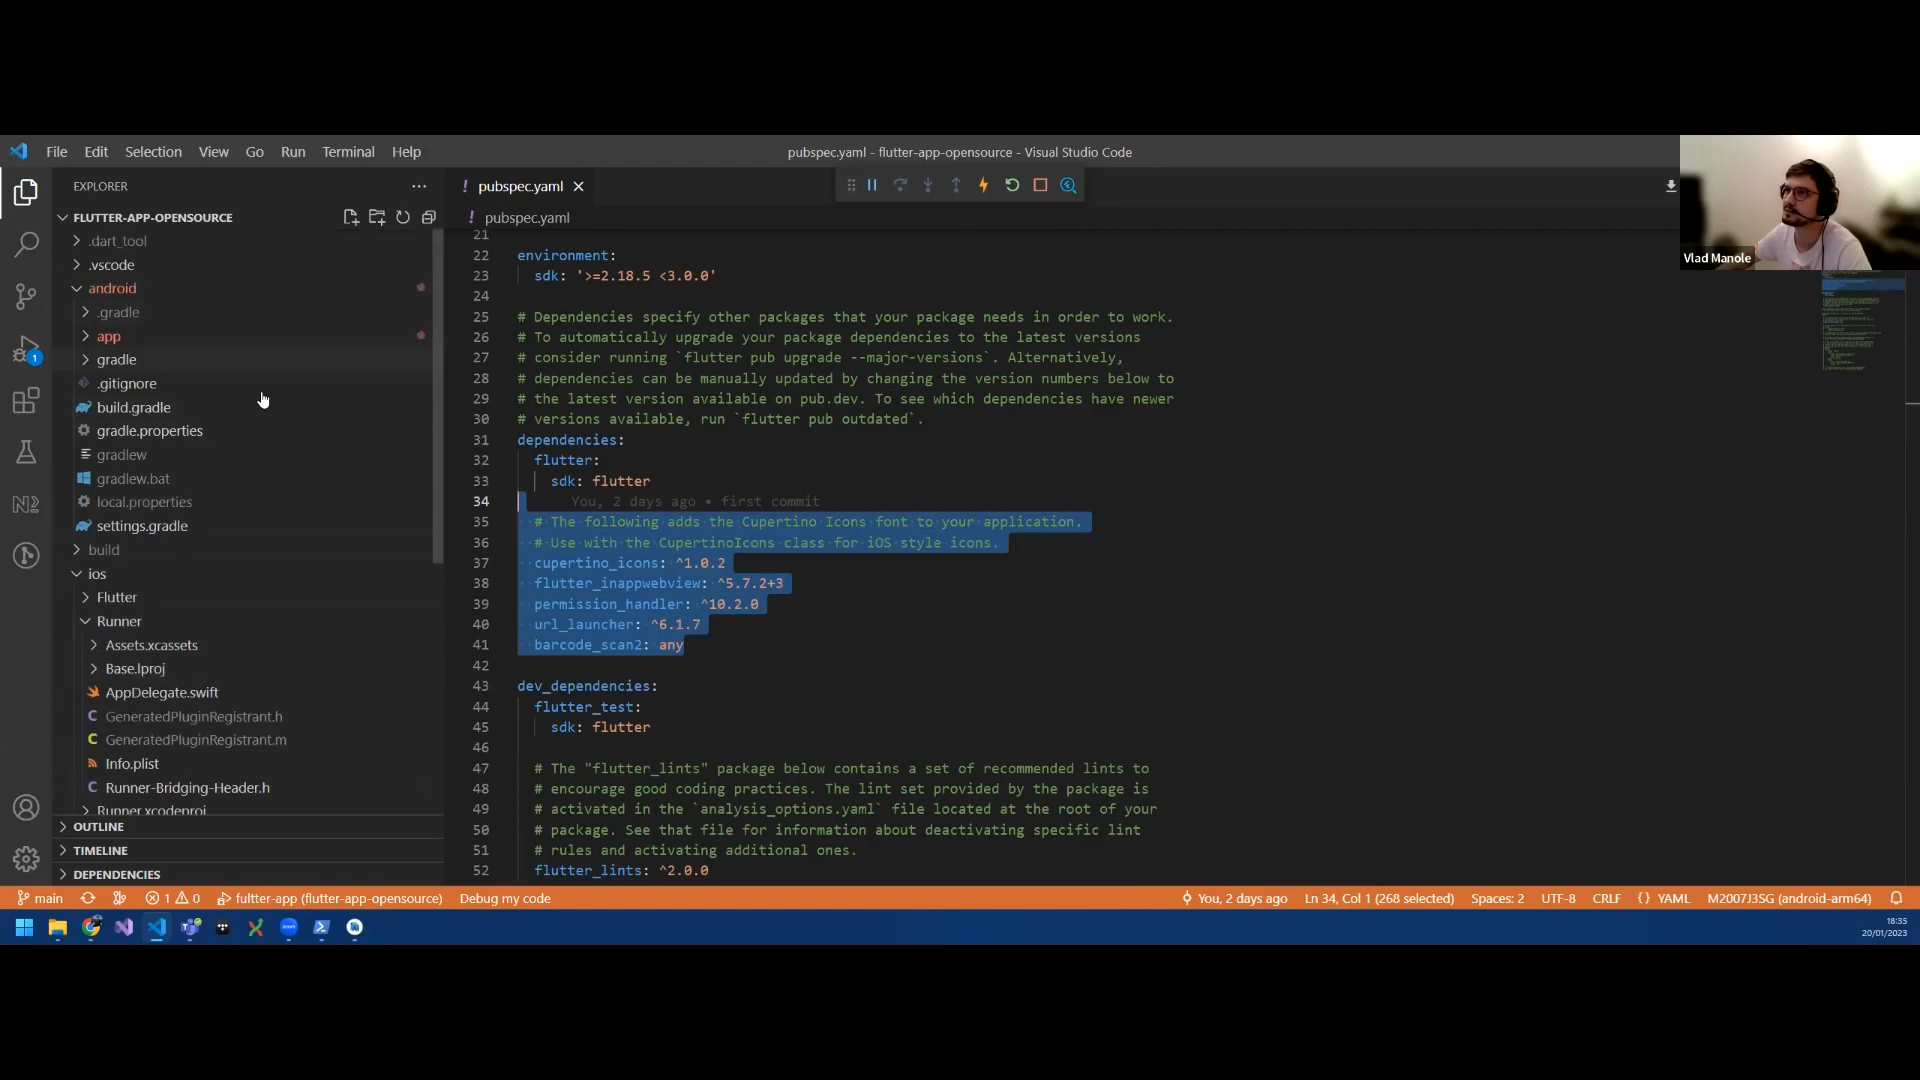 File Edit Selection View Go Run Terminal Help
pubspec.yaml - flutter-app-opensource - Visual Studio Code
EXPLORER
FLUTTER-APP-OPENSOURCE
.dart_tool
.vscode
android
.gradle
app
gradle
.gitignore
build.gradle
gradle.properties
gradlew
gradlew.bat
local.properties
settings.gradle
build
ios
Flutter
Runner
Assets.xcassets
Base.lproj
AppDelegate.swift
GeneratedPluginRegistrant.h
GeneratedPluginRegistrant.m
Info.plist
Runner-Bridging-Header.h
Runner.xcodeproj
OUTLINE
TIMELINE
DEPENDENCIES
1
! pubspec.yaml
! pubspec.yaml
21
22 environment:
23 sdk: '>=2.18.5 <3.0.0'
24
25 # Dependencies specify other packages that your package needs in order to work.
26 # To automatically upgrade your package dependencies to the latest versions
27 # consider running `flutter pub upgrade --major-versions`. Alternatively,
28 # dependencies can be manually updated by changing the version numbers below to
29 # the latest version available on pub.dev. To see which dependencies have newer
30 # versions available, run `flutter pub outdated`.
31 dependencies:
32 flutter:
33 sdk: flutter
34 You, 2 days ago • first commit
35 # The following adds the Cupertino Icons font to your application.
36 # Use with the CupertinoIcons class for iOS style icons.
37 cupertino_icons: ^1.0.2
38 flutter_inappwebview: ^5.7.2+3
39 permission_handler: ^10.2.0
40 url_launcher: ^6.1.7
41 barcode_scan2: any
42
43 dev_dependencies:
44 flutter_test:
45 sdk: flutter
46
47 # The "flutter_lints" package below contains a set of recommended lints to
48 # encourage good coding practices. The lint set provided by the package is
49 # activated in the `analysis_options.yaml` file located at the root of your
50 # package. See that file for information about deactivating specific lint
51 # rules and activating additional ones.
52 flutter_lints: ^2.0.0
Vlad Manole
main 1 0 fultter-app (flutter-app-opensource) Debug my code You, 2 days ago Ln 34, Col 1 (268 selected) Spaces: 2 UTF-8 CRLF {} YAML M2007J3SG (android-arm64)
18:35
20/01/2023